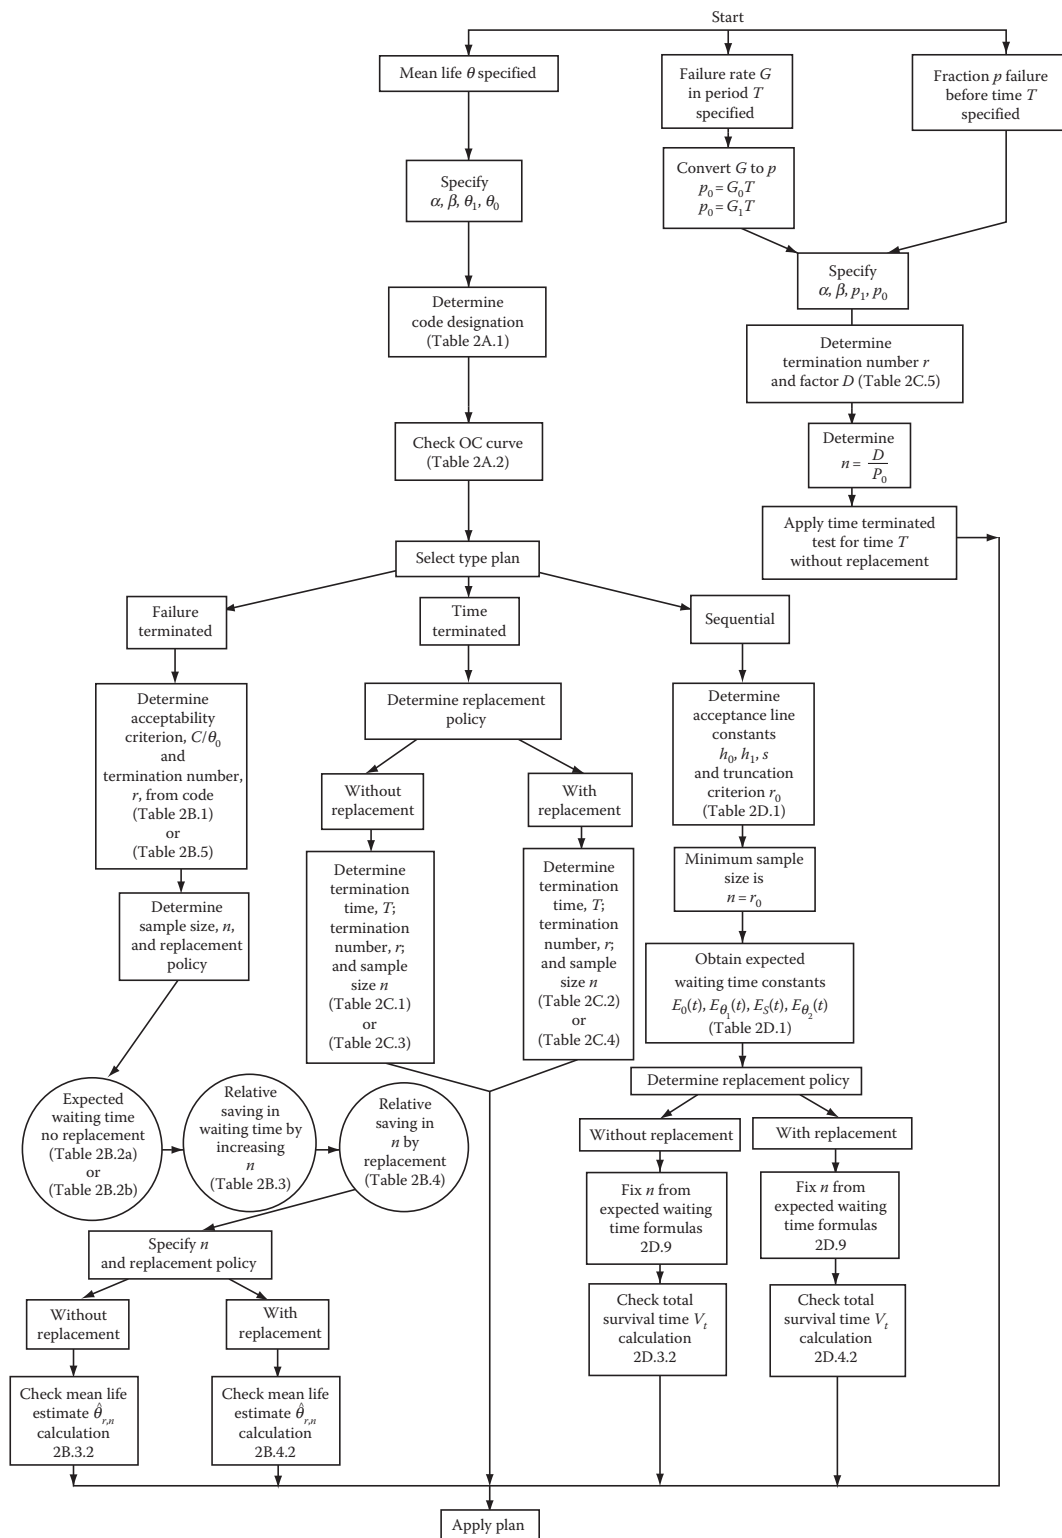 Start
Mean life θ specified
Failure rate G
in period T
specified
Fraction p failure
before time T
specified
Specify
α, β, θ₁, θ₀
Convert G to p
p₀ = G₀T
p₀ = G₁T
Specify
α, β, p₁, p₀
Determine
code designation
(Table 2A.1)
Determine
termination number r
and factor D (Table 2C.5)
Check OC curve
(Table 2A.2)
Determine
n = D/P₀
Apply time terminated
test for time T
without replacement
Select type plan
Failure
terminated
Time
terminated
Sequential
Determine
acceptability
criterion, C/θ₀
and
termination number,
r, from code
(Table 2B.1)
or
(Table 2B.5)
Determine replacement
policy
Determine
acceptance line
constants
h₀, h₁, s
and truncation
criterion r₀
(Table 2D.1)
Without
replacement
With
replacement
Determine
termination
time, T;
termination
number, r;
and sample
size n
(Table 2C.1)
or
(Table 2C.3)
Determine
termination
time, T;
termination
number, r;
and sample
size n
(Table 2C.2)
or
(Table 2C.4)
Minimum sample
size is
n = r₀
Determine
sample size, n,
and replacement
policy
Obtain expected
waiting time constants
E₀(t), E_θ₁(t), E_S(t), E_θ₂(t)
(Table 2D.1)
Expected
waiting time
no replacement
(Table 2B.2a)
or
(Table 2B.2b)
Relative
saving in
waiting time by
increasing
n
(Table 2B.3)
Relative
saving in
n by
replacement
(Table 2B.4)
Determine replacement policy
Without replacement
With replacement
Fix n from
expected waiting
time formulas
2D.9
Fix n from
expected waiting
time formulas
2D.9
Specify n
and replacement policy
Without
replacement
With
replacement
Check total
survival time Vₜ
calculation
2D.3.2
Check total
survival time Vₜ
calculation
2D.4.2
Check mean life
estimate θ̂r,n
calculation
2B.3.2
Check mean life
estimate θ̂r,n
calculation
2B.4.2
Apply plan